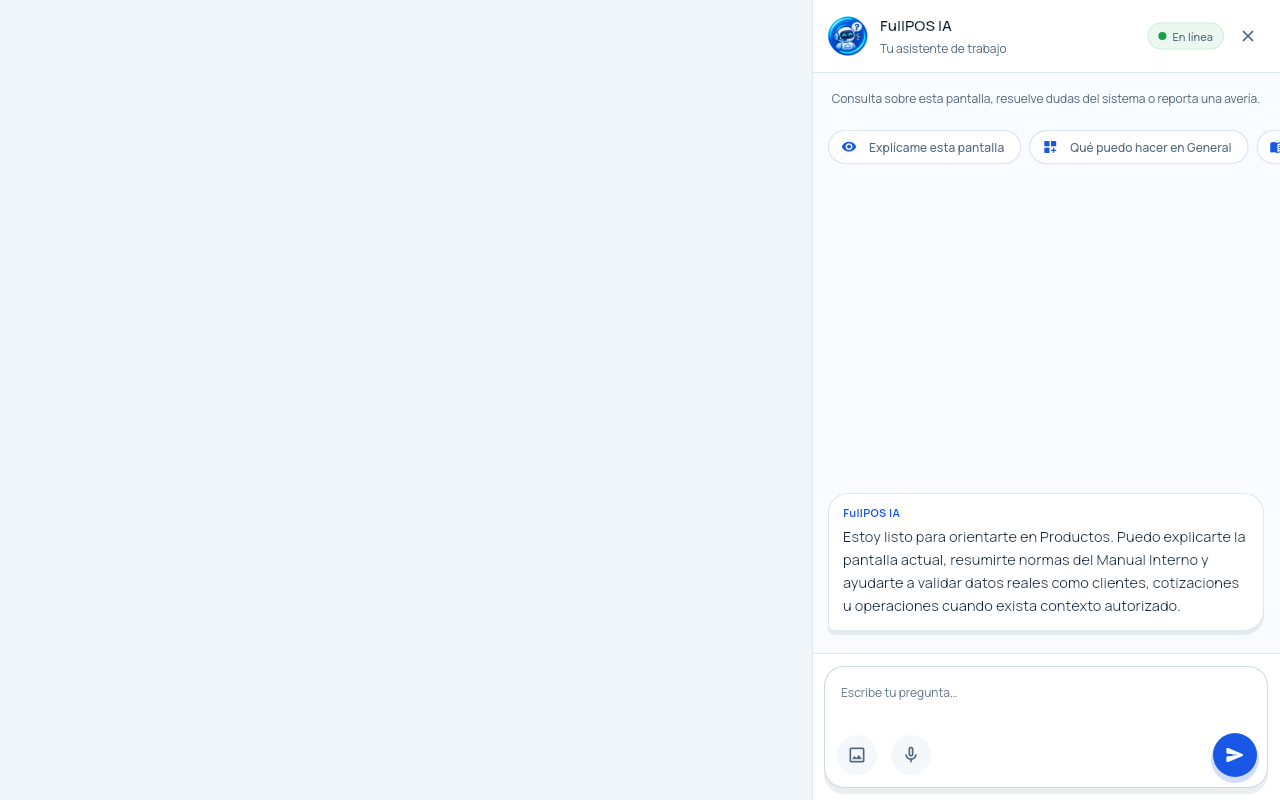 FullPOS IA
Tu asistente de trabajo
En línea
Consulta sobre esta pantalla, resuelve dudas del sistema o reporta una avería.
Explícame esta pantalla
Qué puedo hacer en General
FullPOS IA
Estoy listo para orientarte en Productos. Puedo explicarte la
pantalla actual, resumirte normas del Manual Interno y
ayudarte a validar datos reales como clientes, cotizaciones
u operaciones cuando exista contexto autorizado.
Escribe tu pregunta...